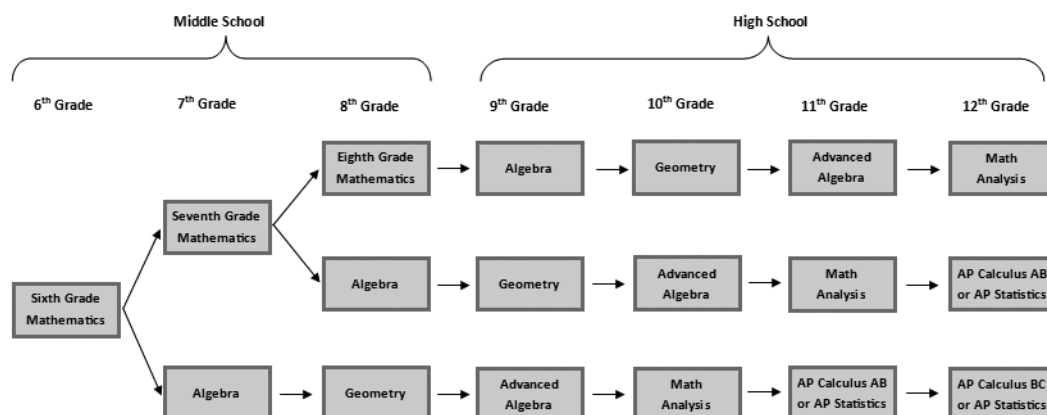 Middle School
High School
6th Grade
7th Grade
8th Grade
9th Grade
10th Grade
11th Grade
12th Grade
Eighth Grade
Mathematics
Algebra
Geometry
Advanced
Algebra
Math
Analysis
Seventh Grade
Mathematics
Algebra
Geometry
Advanced
Algebra
Math
Analysis
AP Calculus AB
or AP Statistics
Sixth Grade
Mathematics
Algebra
Geometry
Advanced
Algebra
Math
Analysis
AP Calculus AB
or AP Statistics
AP Calculus BC
or AP Statistics